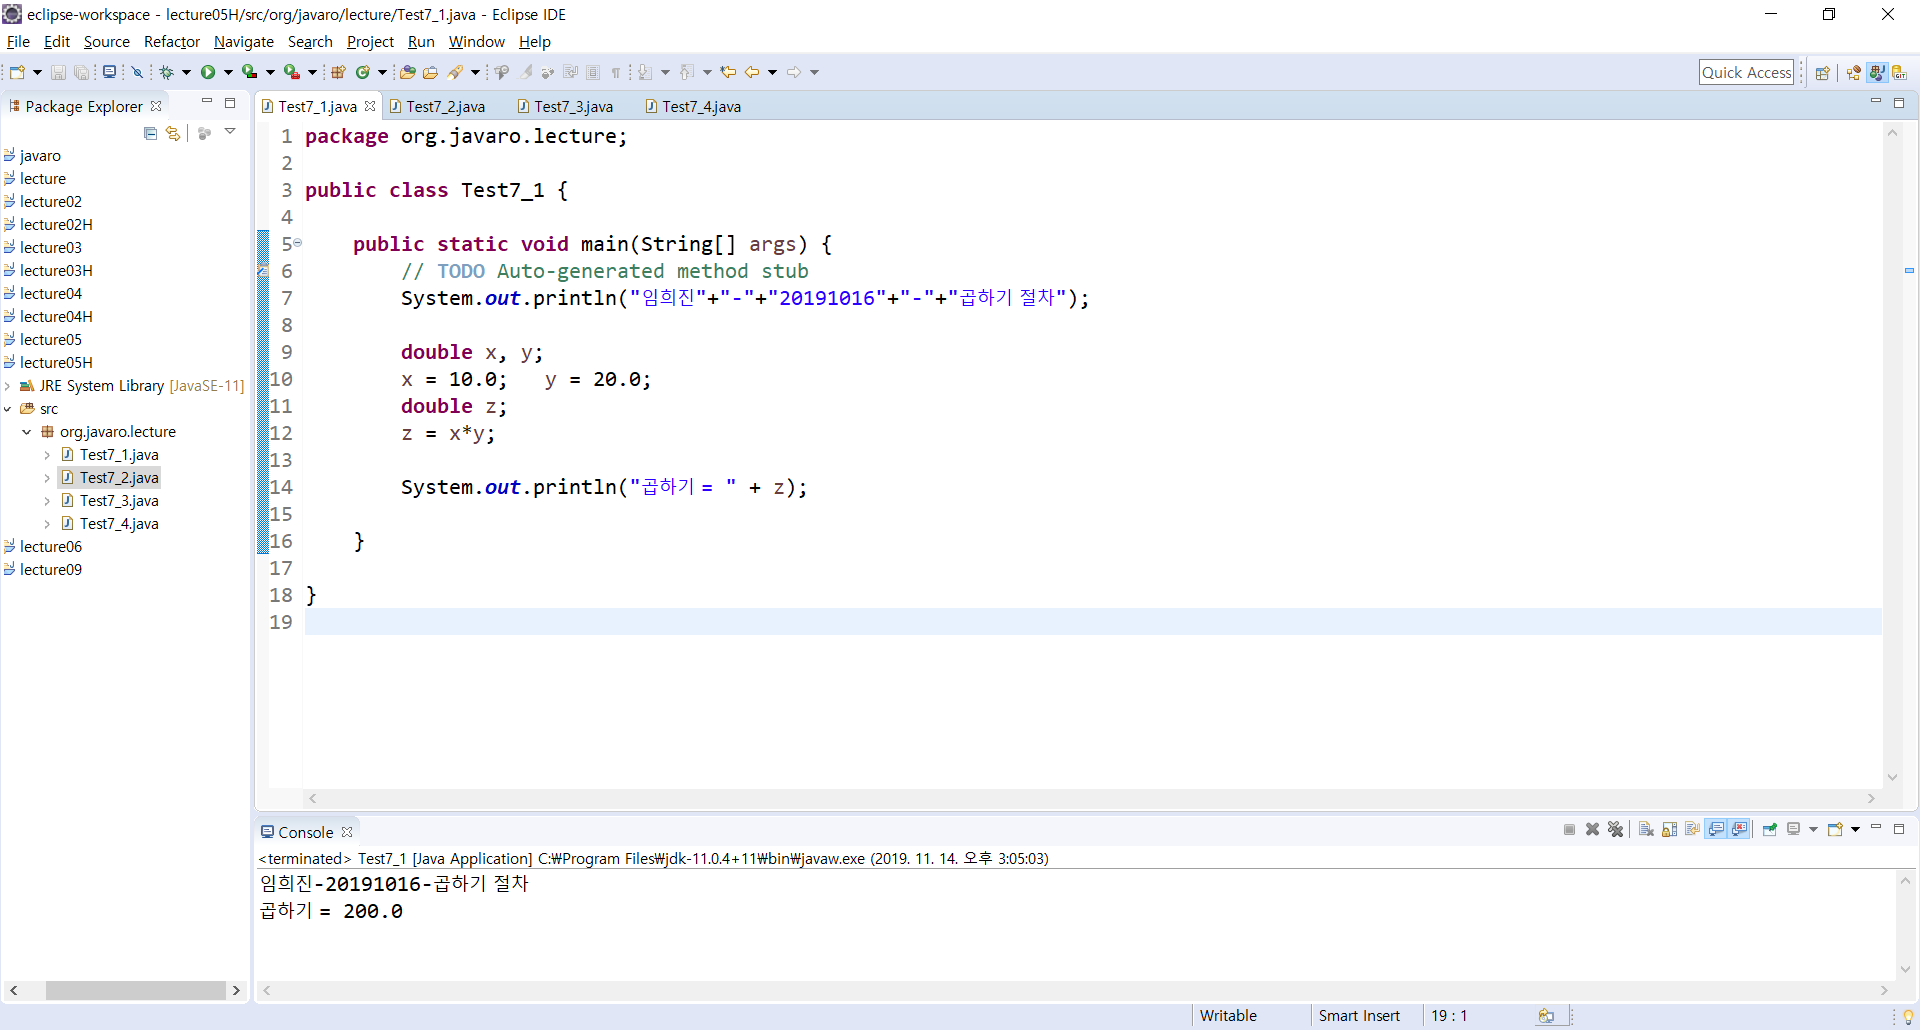 eclipse-workspace - lecture05H/src/org/javaro/lecture/Test7_1.java - Eclipse IDE
File Edit Source Refactor Navigate Search Project Run Window Help
Quick Access
Package Explorer
javaro
lecture
lecture02
lecture02H
lecture03
lecture03H
lecture04
lecture04H
lecture05
lecture05H
JRE System Library [JavaSE-11]
src
org.javaro.lecture
Test7_1.java
Test7_2.java
Test7_3.java
Test7_4.java
lecture06
lecture09
Test7_1.java Test7_2.java Test7_3.java Test7_4.java
1 package org.javaro.lecture;
2
3 public class Test7_1 {
4
5 public static void main(String[] args) {
6 // TODO Auto-generated method stub
7 System.out.println("임희진"+"-"+"20191016"+"-"+"곱하기 절차");
8
9 double x, y;
10 x = 10.0; y = 20.0;
11 double z;
12 z = x*y;
13
14 System.out.println("곱하기 = " + z);
15
16 }
17
18 }
19
Console
<terminated> Test7_1 [Java Application] C:₩Program Files₩jdk-11.0.4+11₩bin₩javaw.exe (2019. 11. 14. 오후 3:05:03)
임희진-20191016-곱하기 절차
곱하기 = 200.0
Writable Smart Insert 19 : 1